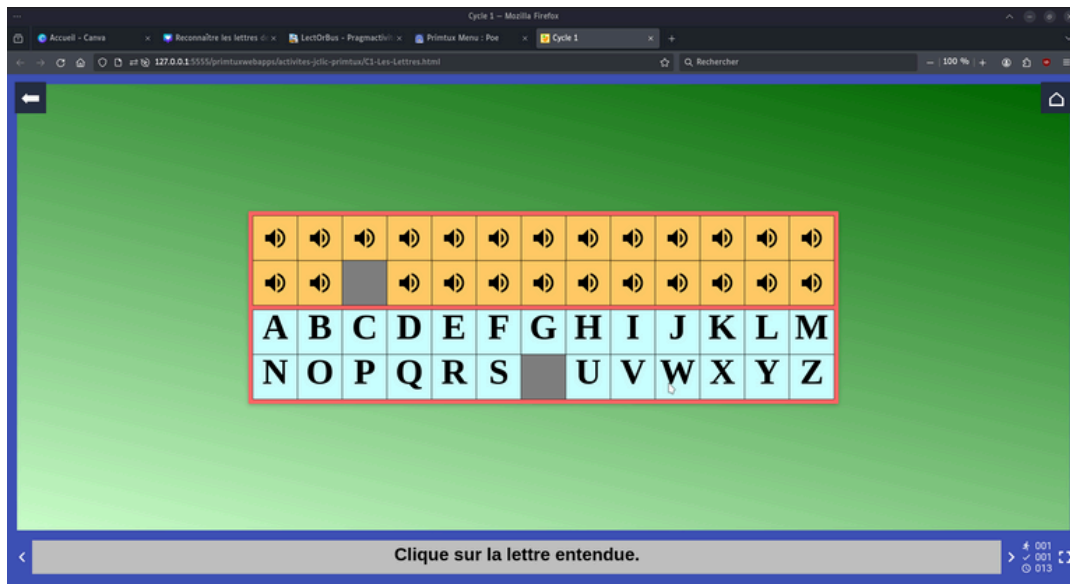 Cycle 1 — Mozilla Firefox
Accueil - Canva
Reconnaître les lettres d
LectOrBus - Pragmactivi
Primtux Menu : Poe
Cycle 1
127.0.0.1:5555/primtuxwebapps/activites-jclic-primtux/C1-Les-Lettres.html
Rechercher
100 %
A B C D E F G H I J K L M
N O P Q R S U V W X Y Z
Clique sur la lettre entendue.
001
001
013